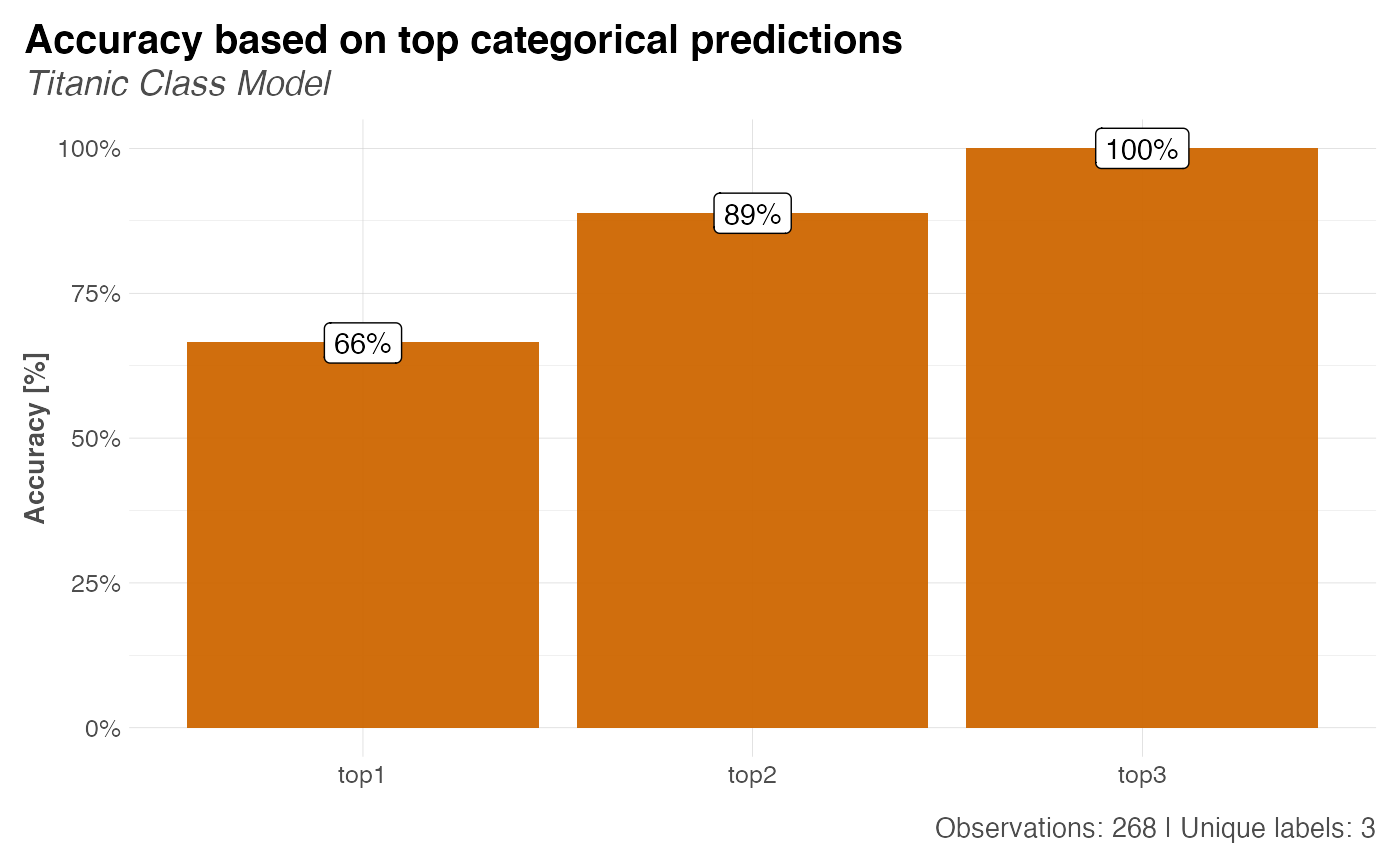 Accuracy based on top categorical predictions
Titanic Class Model
Accuracy [%]
100%
75%
50%
25%
0%
66%
89%
100%
top1
top2
top3
Observations: 268 | Unique labels: 3